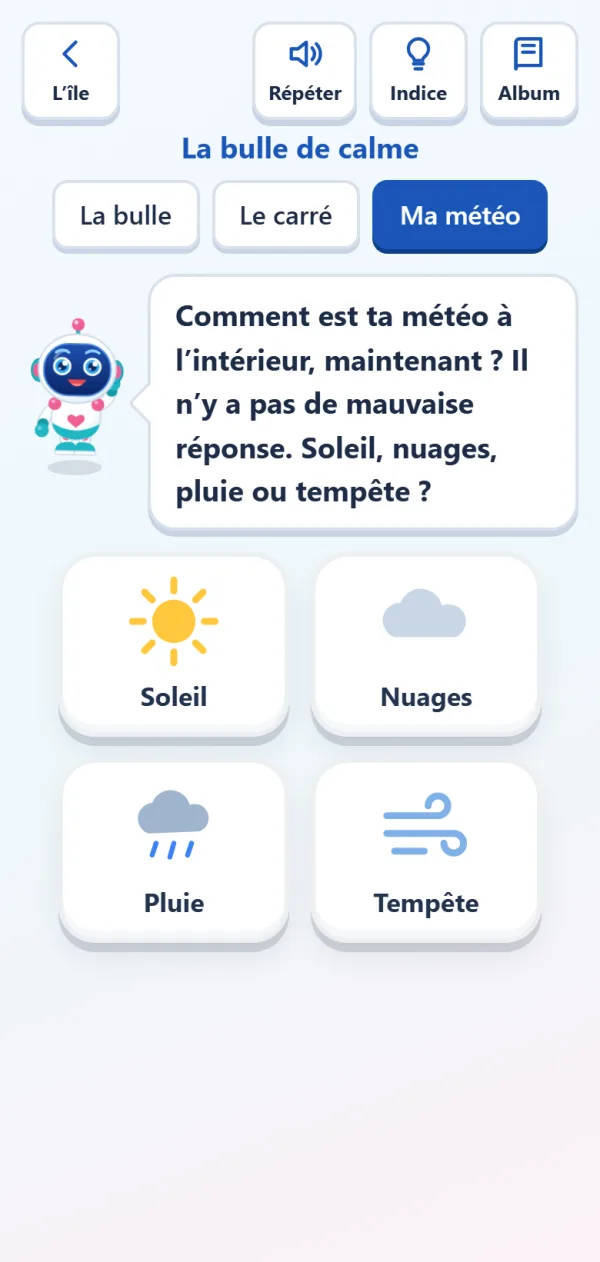 L’île
Répéter
Indice
Album
La bulle de calme
La bulle
Le carré
Ma météo
Comment est ta météo à
l’intérieur, maintenant ? Il
n’y a pas de mauvaise
réponse. Soleil, nuages,
pluie ou tempête ?
Soleil
Nuages
Pluie
Tempête